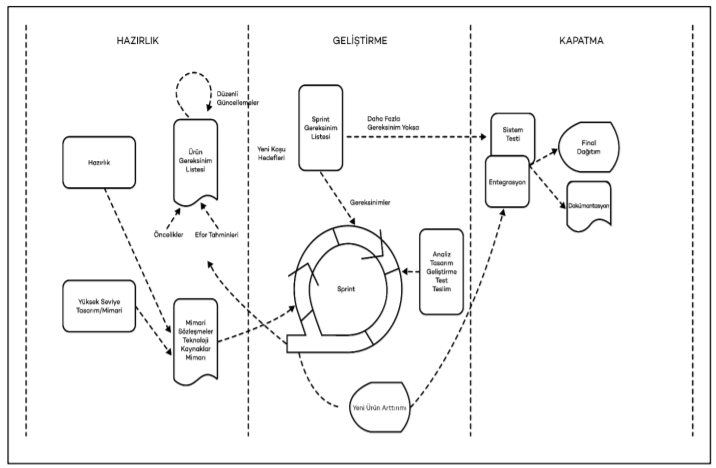 HAZIRLIK
GELİŞTİRME
KAPATMA
Düzenli
Güncellemeler
Hazırlık
Ürün
Gereksinim
Listesi
Öncelikler
Efor Tahminleri
Yüksek Seviye
Tasarım/Mimari
Mimari
Sözleşmeler
Teknoloji
Kaynaklar
Mimarı
Yeni Koşu
Hedefleri
Sprint
Gereksinim
Listesi
Daha Fazla
Gereksinim Yoksa
Gereksinimler
Sprint
Analiz
Tasarım
Geliştirme
Test
Teslim
Yeni Ürün Arttırımı
Sistem
Testi
Entegrasyon
Final
Dağıtım
Dokümantasyon